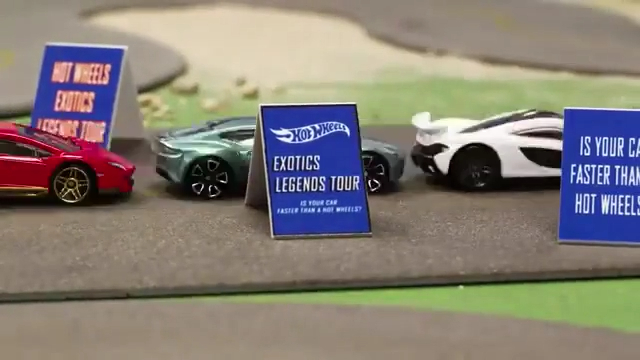 HOT WHEELS
EXOTICS
LEGENDS TOUR
HOT WHEELS
EXOTICS
LEGENDS TOUR
IS YOUR CAR
FASTER THAN A HOT WHEELS?
IS YOUR CA
FASTER THAN
HOT WHEELS